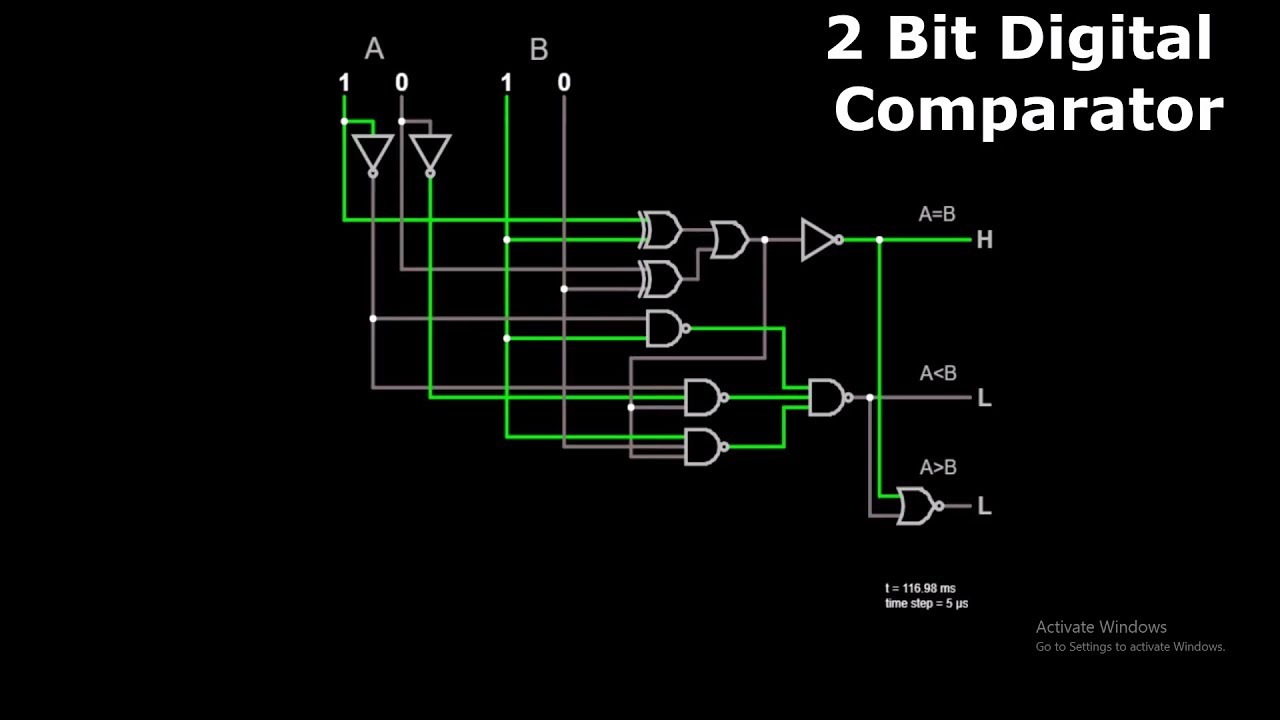 2 Bit Digital
Comparator
A B
1 0 1 0
A=B
H
A<B
L
A>B
L
t = 116.98 ms
time step = 5 µs
Activate Windows
Go to Settings to activate Windows.